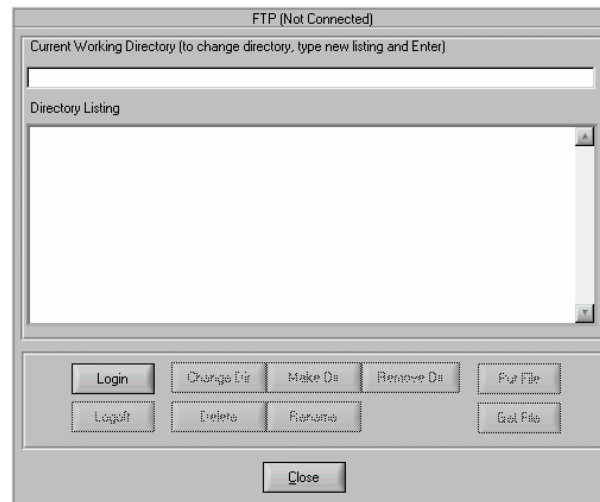 FTP (Not Connected)
Current Working Directory (to change directory, type new listing and Enter)
Directory Listing
Login Change Dir Make Dir Remove Dir Put File
Logoff Delete Rename Get File
Close